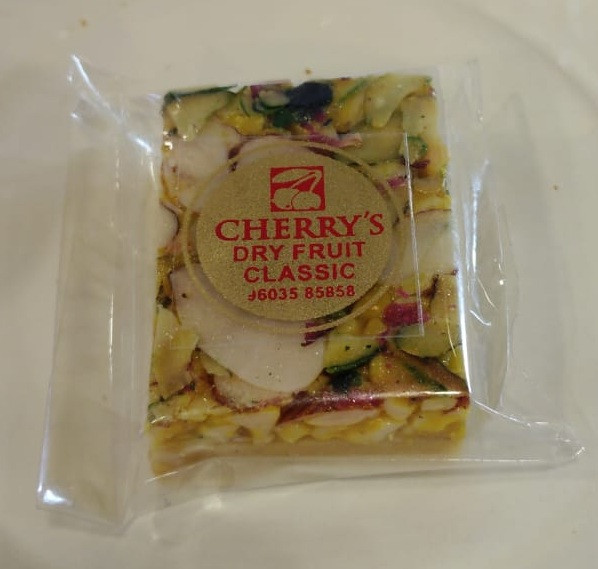 CHERRY'S
DRY FRUIT
CLASSIC
96035 85858